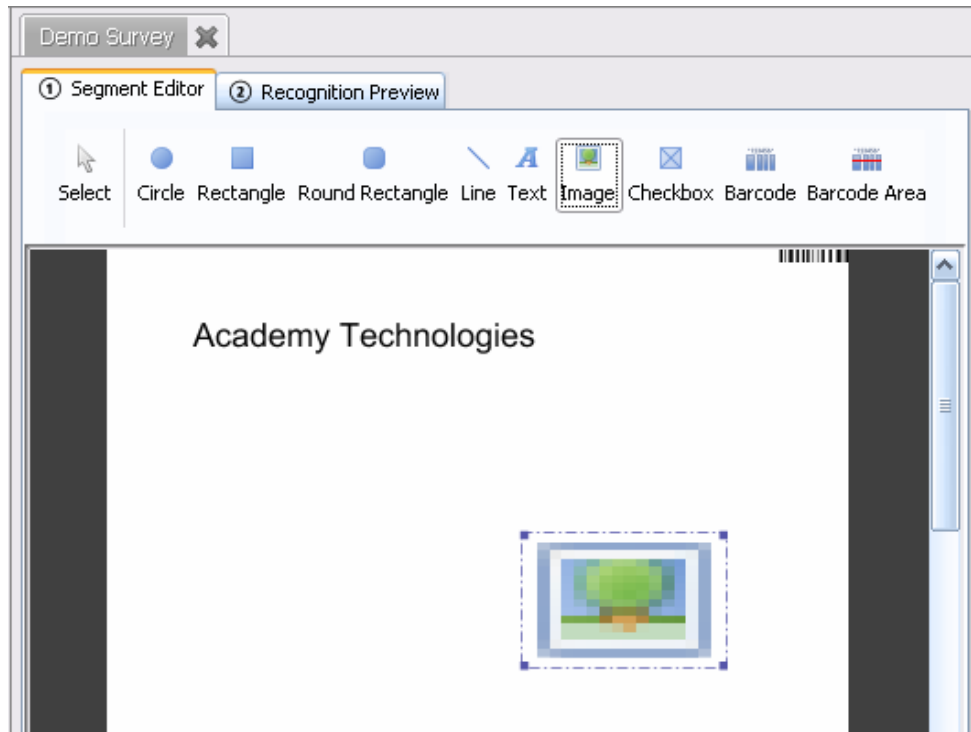 Demo Survey
① Segment Editor ② Recognition Preview
Select Circle Rectangle Round Rectangle Line Text Image Checkbox Barcode Barcode Area
Academy Technologies